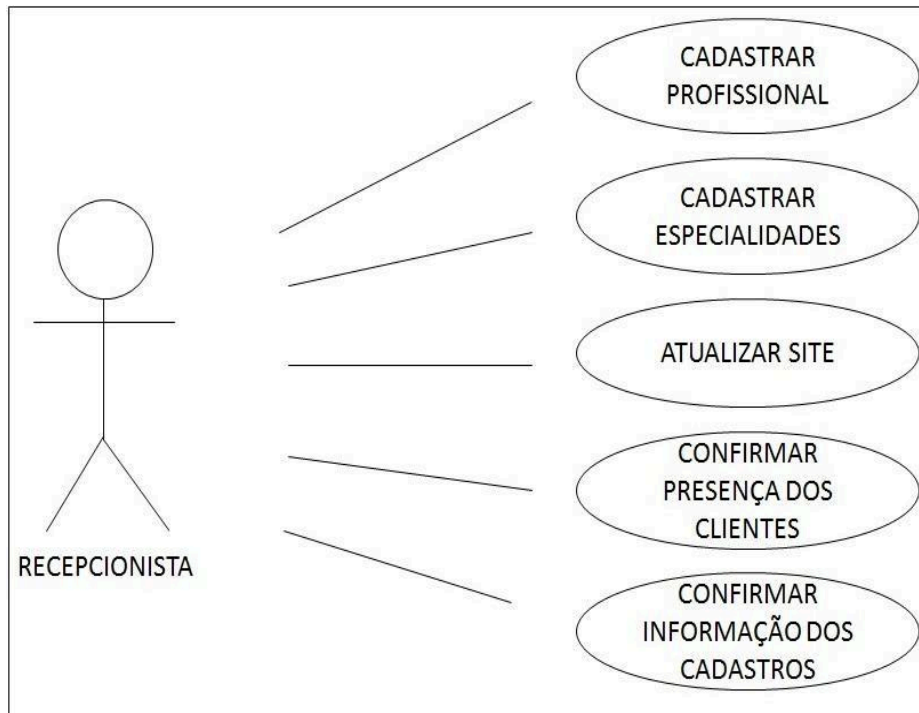 CADASTRAR
PROFISSIONAL
CADASTRAR
ESPECIALIDADES
ATUALIZAR SITE
CONFIRMAR
PRESENÇA DOS
CLIENTES
RECEPCIONISTA
CONFIRMAR
INFORMAÇÃO DOS
CADASTROS